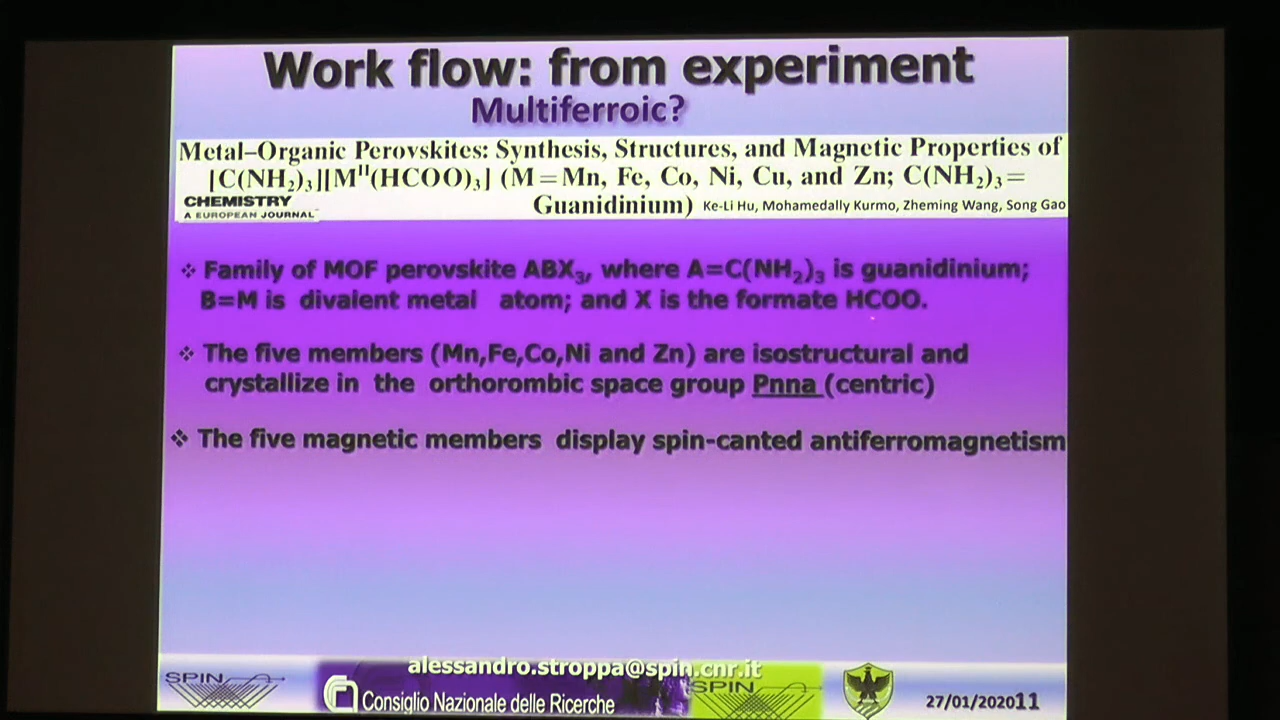 Work flow: from experiment
Multiferroic?
Metal–Organic Perovskites: Synthesis, Structures, and Magnetic Properties of
[C(NH₂)₃][Mᴵᴵ(HCOO)₃] (M=Mn, Fe, Co, Ni, Cu, and Zn; C(NH₂)₃=
Guanidinium) Ke-Li Hu, Mohamedally Kurmo, Zheming Wang, Song Gao
CHEMISTRY
A EUROPEAN JOURNAL
❖ Family of MOF perovskite ABX₃, where A=C(NH₂)₃ is guanidinium;
B=M is divalent metal atom; and X is the formate HCOO.
❖ The five members (Mn,Fe,Co,Ni and Zn) are isostructural and
crystallize in the orthorombic space group Pnna (centric)
❖ The five magnetic members display spin-canted antiferromagnetism
alessandro.stroppa@spin.cnr.it
SPIN
Consiglio Nazionale delle Ricerche
SPIN
27/01/2020 11